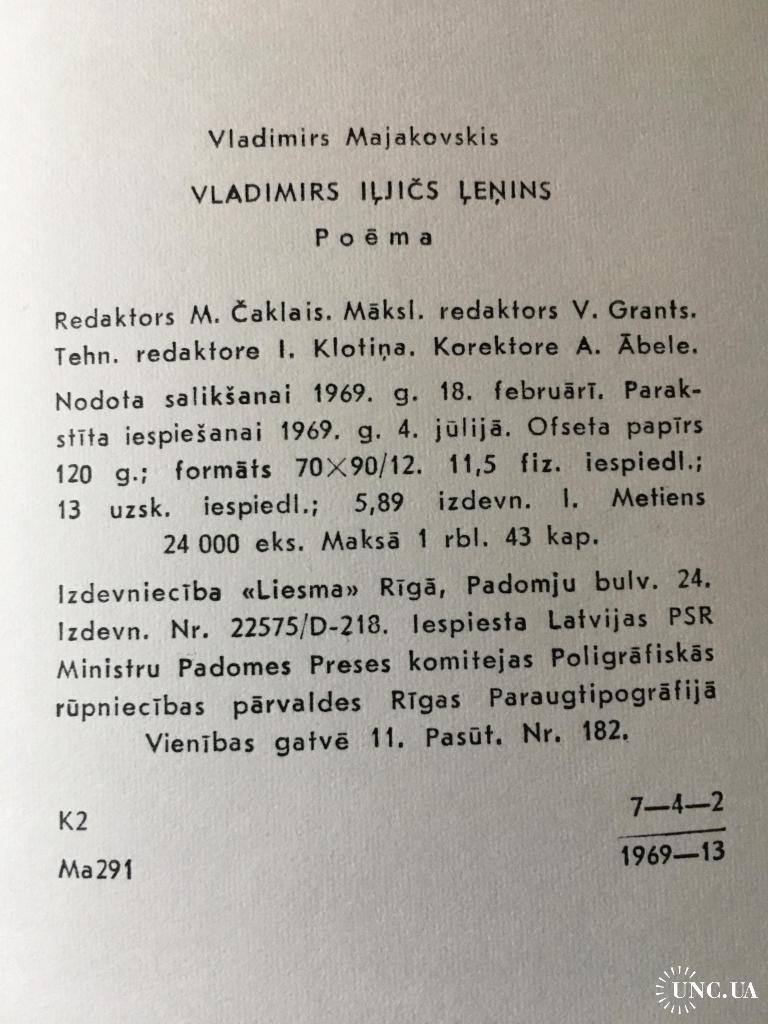 Vladimirs Majakovskis
VLADIMIRS IĻJIČS ĻEŅINS
Poēma
Redaktors M. Čaklais. Māksl. redaktors V. Grants.
Tehn. redaktore I. Klotiņa. Korektore A. Ābele.
Nodota salikšanai 1969. g. 18. februārī. Parak-
stīta iespiešanai 1969. g. 4. jūlijā. Ofseta papīrs
120 g.; formāts 70×90/12. 11,5 fiz. iespiedl.;
13 uzsk. iespiedl.; 5,89 izdevn. l. Metiens
24 000 eks. Maksā 1 rbl. 43 kap.
Izdevniecība «Liesma» Rīgā, Padomju bulv. 24.
Izdevn. Nr. 22575/D-218. Iespiesta Latvijas PSR
Ministru Padomes Preses komitejas Poligrāfiskās
rūpniecības pārvaldes Rīgas Paraugtipogrāfijā
Vienības gatvē 11. Pasūt. Nr. 182.
K2
Ma291
7—4—2
1969—13
UNC.UA